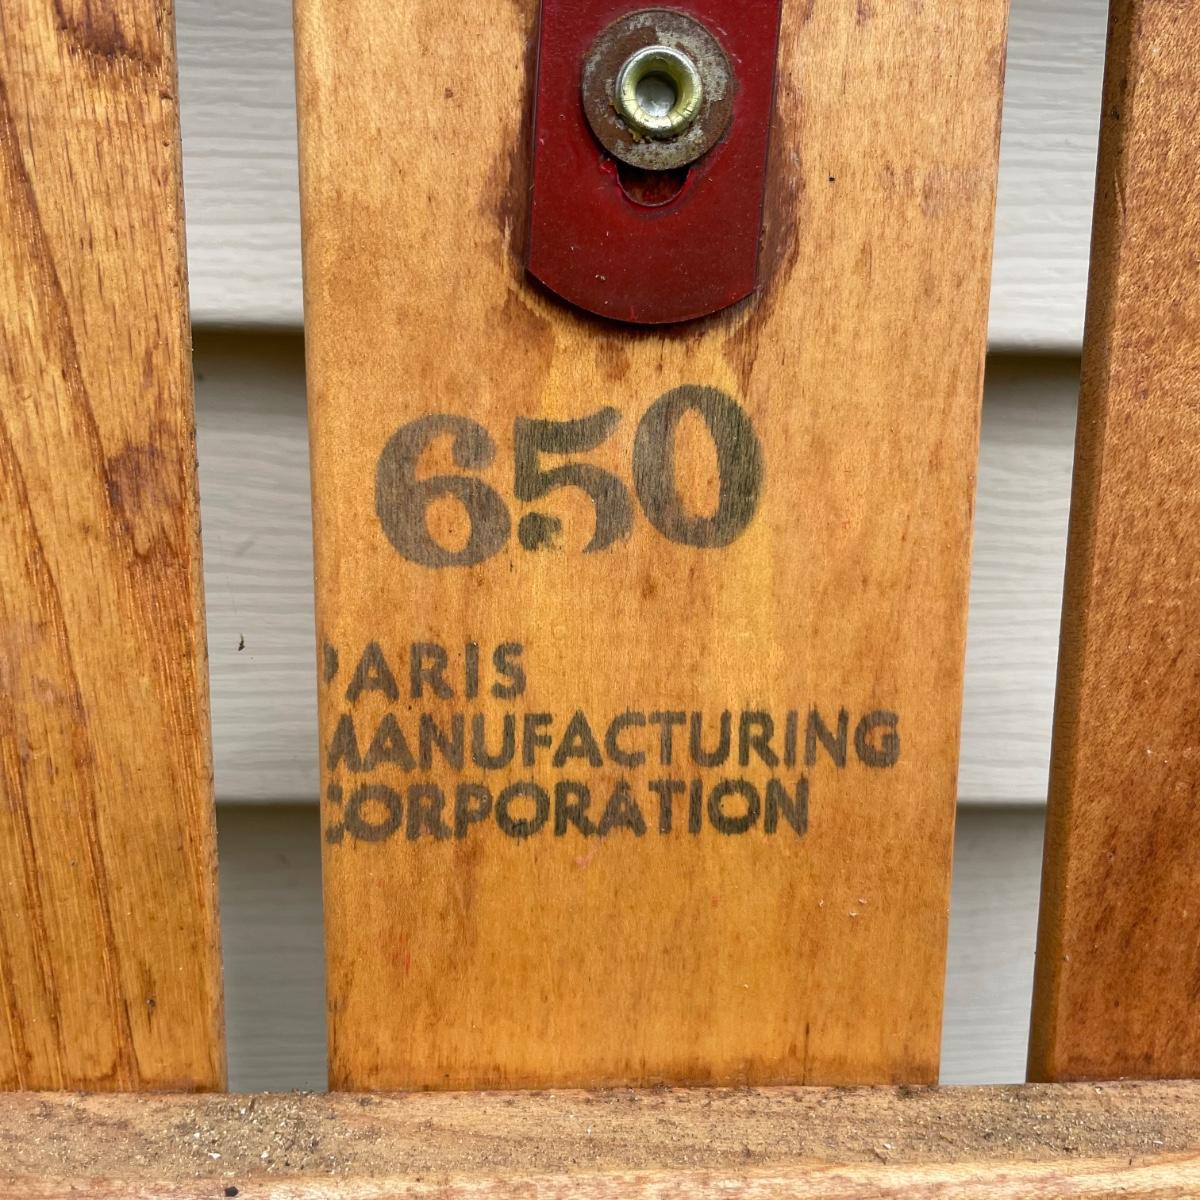 650
PARIS
MANUFACTURING
CORPORATION